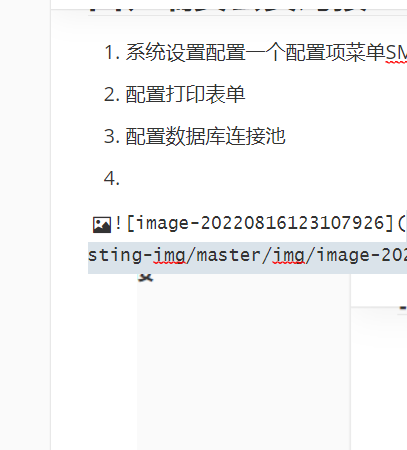 1. 系统设置配置一个配置项菜单SM
2. 配置打印表单
3. 配置数据库连接池
4.
![image-20220816123107926](
sting-img/master/img/image-202